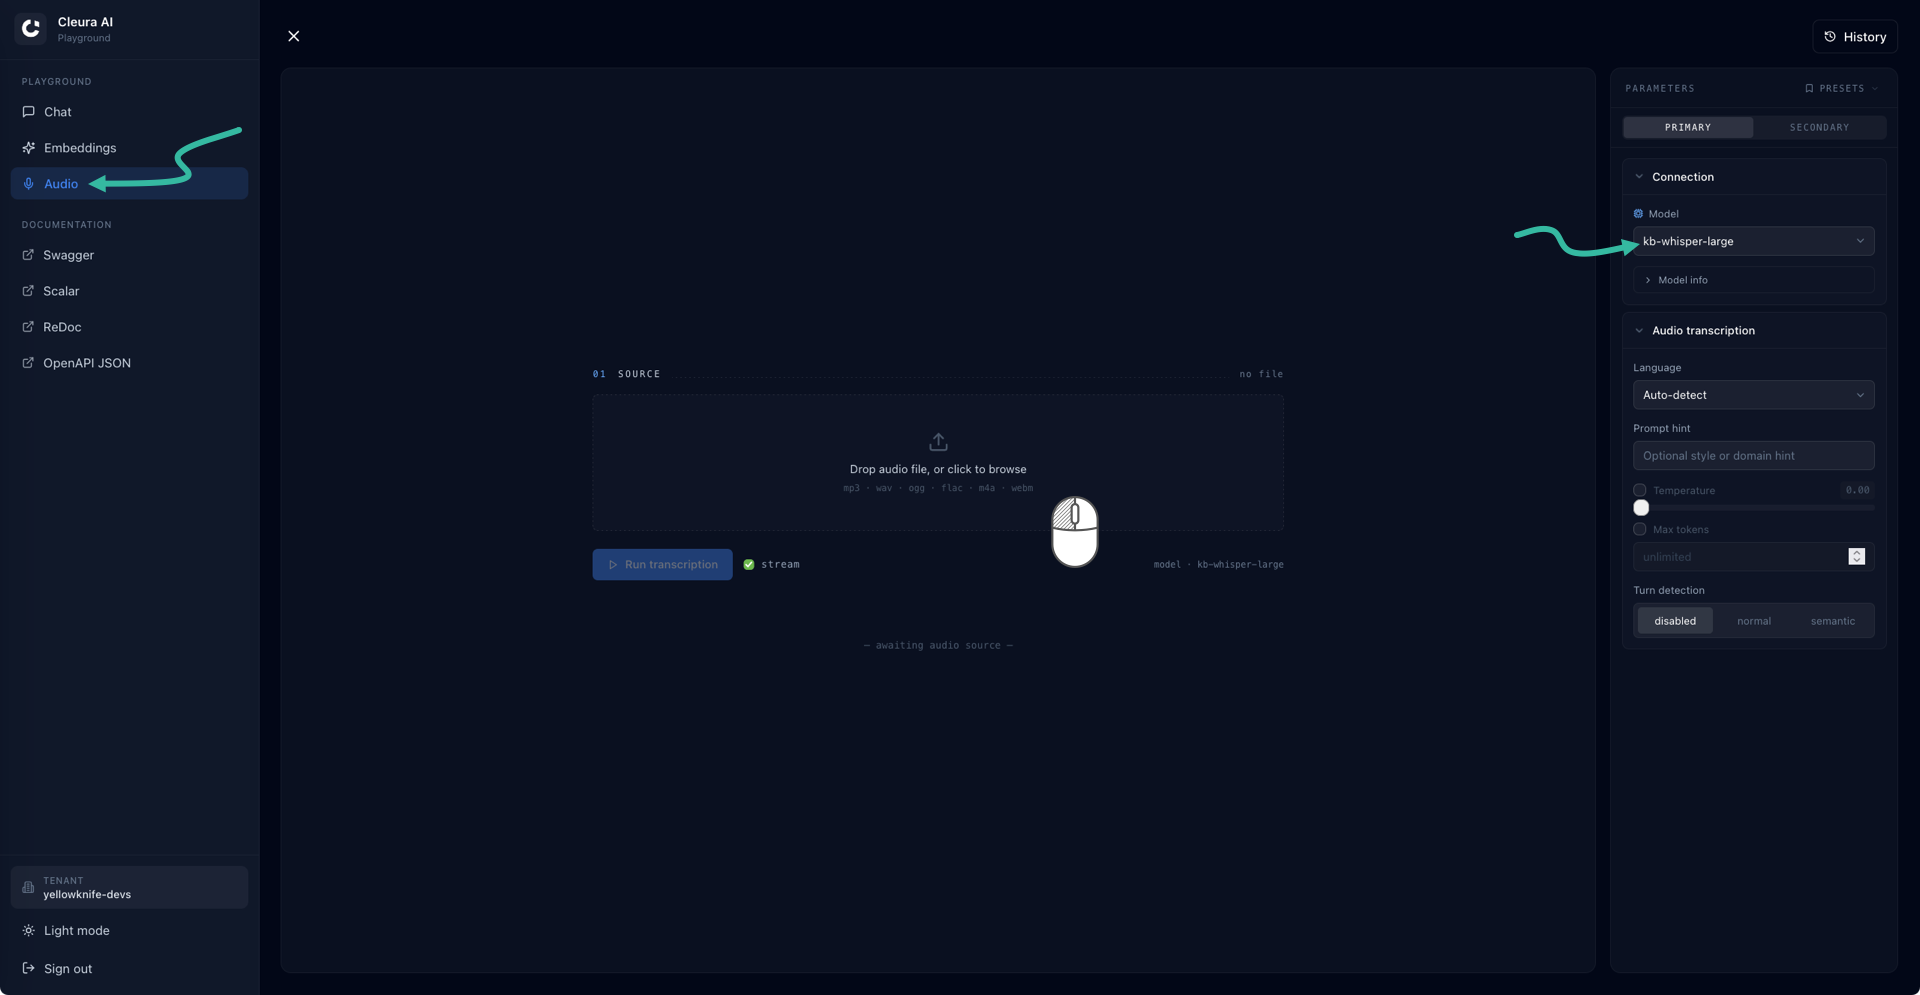 Cleura AI
Playground
PLAYGROUND
Chat
Embeddings
Audio
DOCUMENTATION
Swagger
Scalar
ReDoc
OpenAPI JSON
TENANT
yellowknife-devs
Light mode
Sign out
History
01 SOURCE
no file
Drop audio file, or click to browse
mp3 · wav · ogg · flac · m4a · webm
Run transcription
stream
model · kb-whisper-large
— awaiting audio source —
PARAMETERS
PRESETS
PRIMARY
SECONDARY
Connection
Model
kb-whisper-large
Model info
Audio transcription
Language
Auto-detect
Prompt hint
Optional style or domain hint
Temperature
0.00
Max tokens
unlimited
Turn detection
disabled
normal
semantic